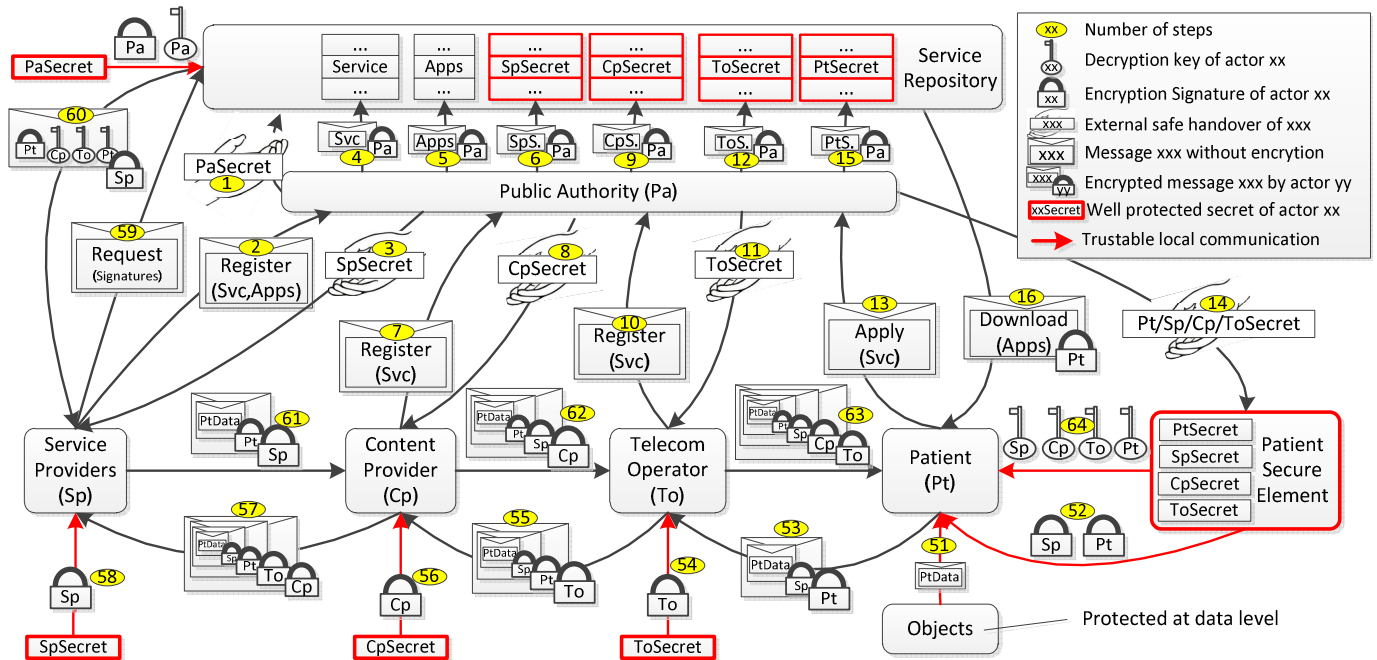 Pa
Pa
PaSecret
...
Service
...
...
Apps
...
...
SpSecret
...
...
CpSecret
...
...
ToSecret
...
...
PtSecret
...
Service
Repository
xx
Number of steps
xx
Decryption key of actor xx
xx
Encryption Signature of actor xx
xxx
External safe handover of xxx
xxx
Message xxx without encrytion
xxx
yy
Encrypted message xxx by actor yy
xxSecret
Well protected secret of actor xx
Trustable local communication
60
Pt
Cp
To
Pt
Sp
PaSecret
1
Svc
Pa
4
Apps
Pa
5
SpS.
Pa
6
CpS.
Pa
9
ToS.
Pa
12
PtS.
Pa
15
Public Authority (Pa)
59
Request
(Signatures)
2
Register
(Svc,Apps)
3
SpSecret
8
CpSecret
11
ToSecret
7
Register
(Svc)
10
Register
(Svc)
13
Apply
(Svc)
16
Download
(Apps)
Pt
14
Pt/Sp/Cp/ToSecret
61
PtData
Pt
Sp
62
PtData
Pt
Sp
Cp
63
PtData
Pt
Sp
Cp
To
Service
Providers
(Sp)
Content
Provider
(Cp)
Telecom
Operator
(To)
Patient
(Pt)
64
Sp
Cp
To
Pt
PtSecret
SpSecret
CpSecret
ToSecret
Patient
Secure
Element
57
PtData
Sp
Pt
To
Cp
55
PtData
Sp
Pt
To
53
PtData
Sp
Pt
52
Sp
Pt
51
PtData
58
Sp
SpSecret
56
Cp
CpSecret
54
To
ToSecret
Objects
Protected at data level